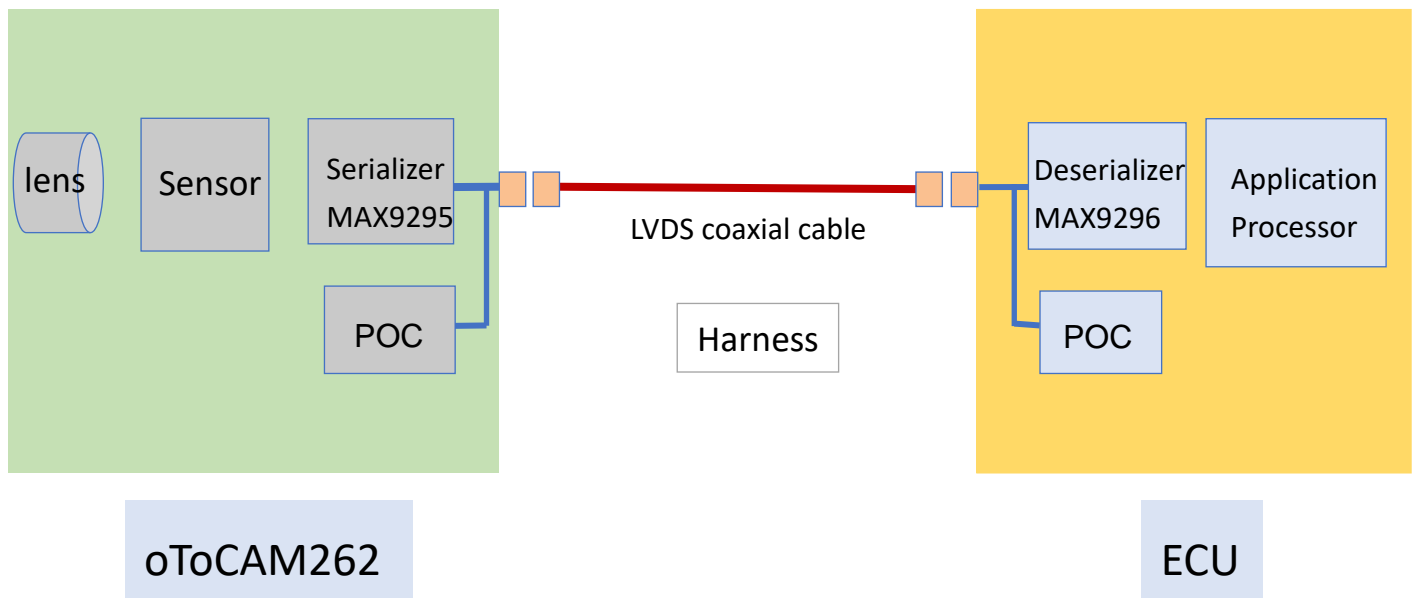 lens
Sensor
Serializer
MAX9295
POC
LVDS coaxial cable
Harness
Deserializer
MAX9296
Application
Processor
POC
oToCAM262
ECU